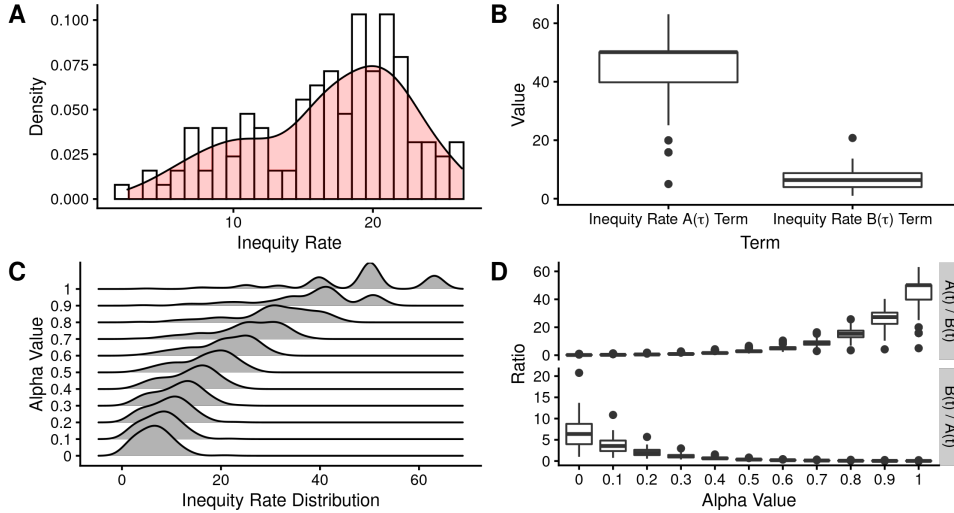 A
0.100
0.075
0.050
0.025
0.000
Density
10 20
Inequity Rate
B
60
40
20
0
Value
Inequity Rate A(τ) Term Inequity Rate B(τ) Term
Term
C
1
0.9
0.8
0.7
0.6
0.5
0.4
0.3
0.2
0.1
0
Alpha Value
0 20 40 60
Inequity Rate Distribution
D
60
40
20
0
A(t) / B(t)
20
15
10
5
0
B(t) / A(t)
Ratio
0 0.1 0.2 0.3 0.4 0.5 0.6 0.7 0.8 0.9 1
Alpha Value